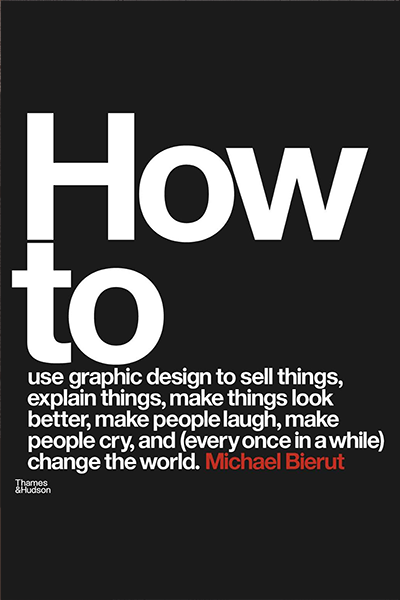 How
to
use graphic design to sell things,
explain things, make things look
better, make people laugh, make
people cry, and (every once in a while)
change the world. Michael Bierut
Thames
&Hudson